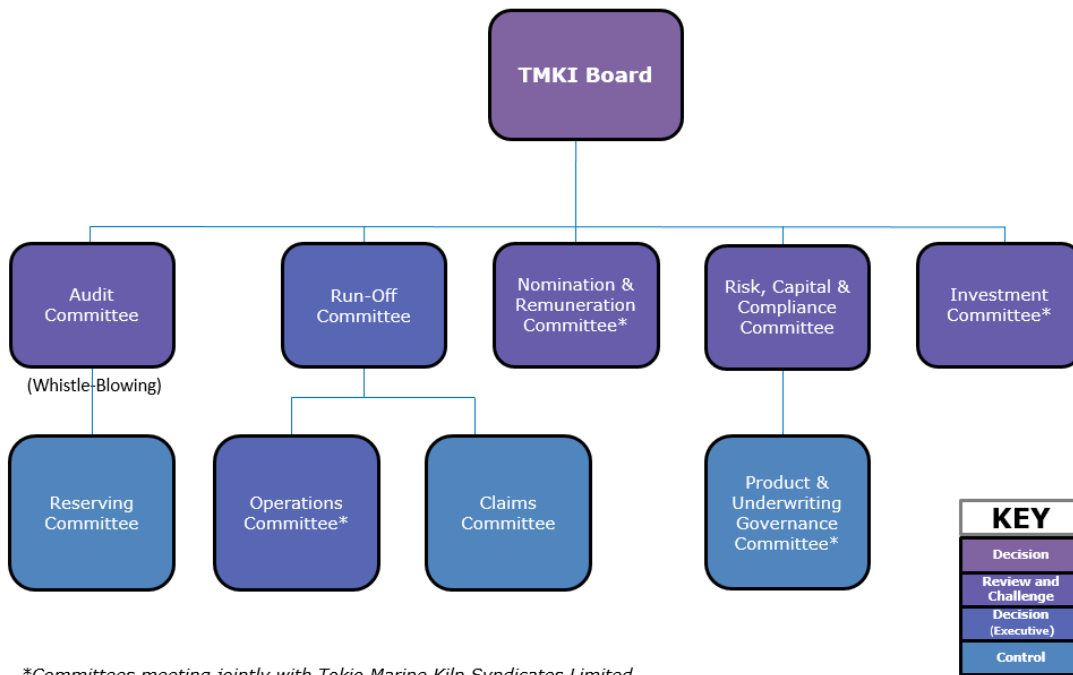 TMKI Board
Audit
Committee
Run-Off
Committee
Nomination &
Remuneration
Committee*
Risk, Capital &
Compliance
Committee
Investment
Committee*
(Whistle-Blowing)
Reserving
Committee
Operations
Committee*
Claims
Committee
Product &
Underwriting
Governance
Committee*
KEY
Decision
Review and
Challenge
Decision
(Executive)
Control
*Committees meeting jointly with Tokio Marine Kiln Syndicates Limited